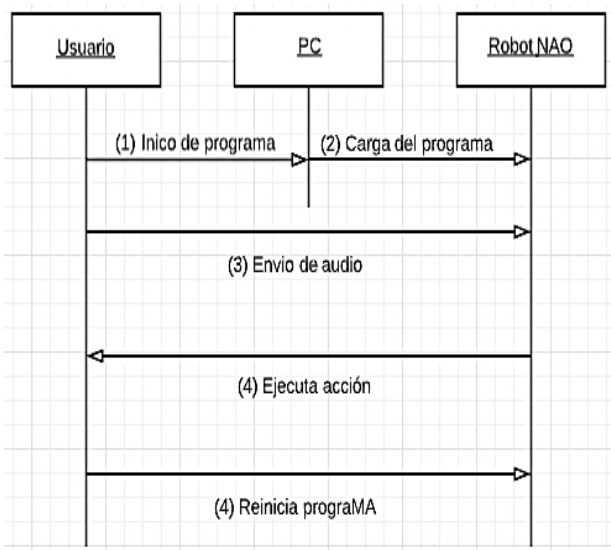 Usuario
PC
Robot NAO
(1) Inico de programa
(2) Carga del programa
(3) Envio de audio
(4) Ejecuta acción
(4) Reinicia prograMA